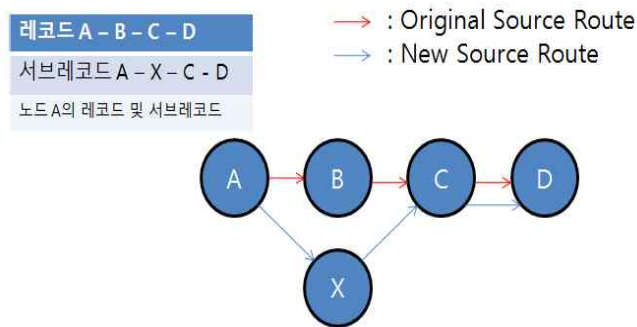 레코드 A – B – C – D
서브레코드 A – X – C - D
노드 A의 레코드 및 서브레코드
: Original Source Route
: New Source Route
A
B
C
D
X